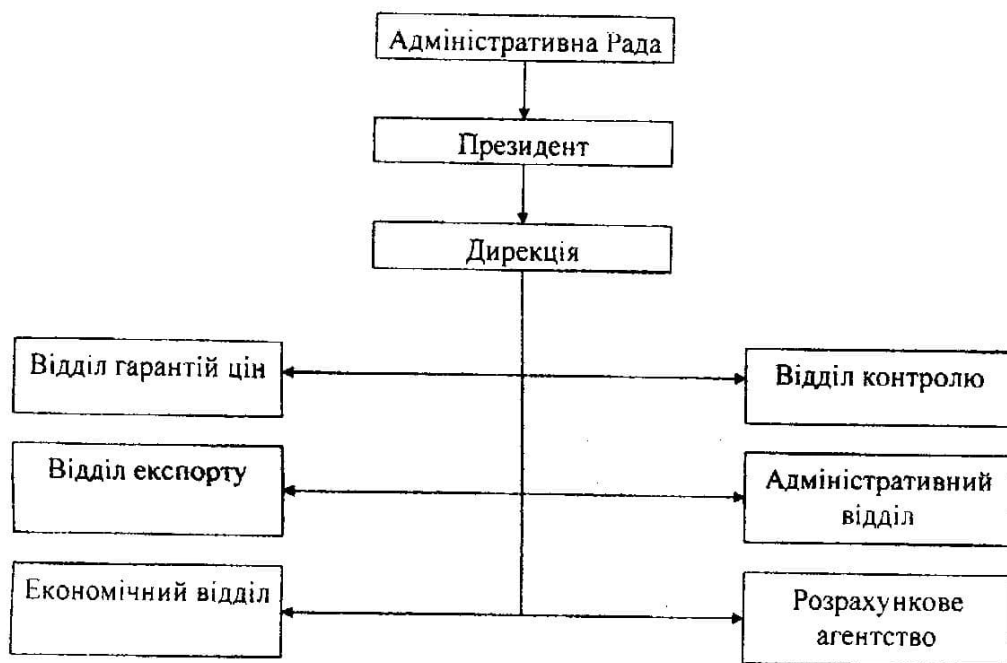 Адміністративна Рада
Президент
Дирекція
Відділ гарантій цін
Відділ контролю
Відділ експорту
Адміністративний
відділ
Економічний відділ
Розрахункове
агентство